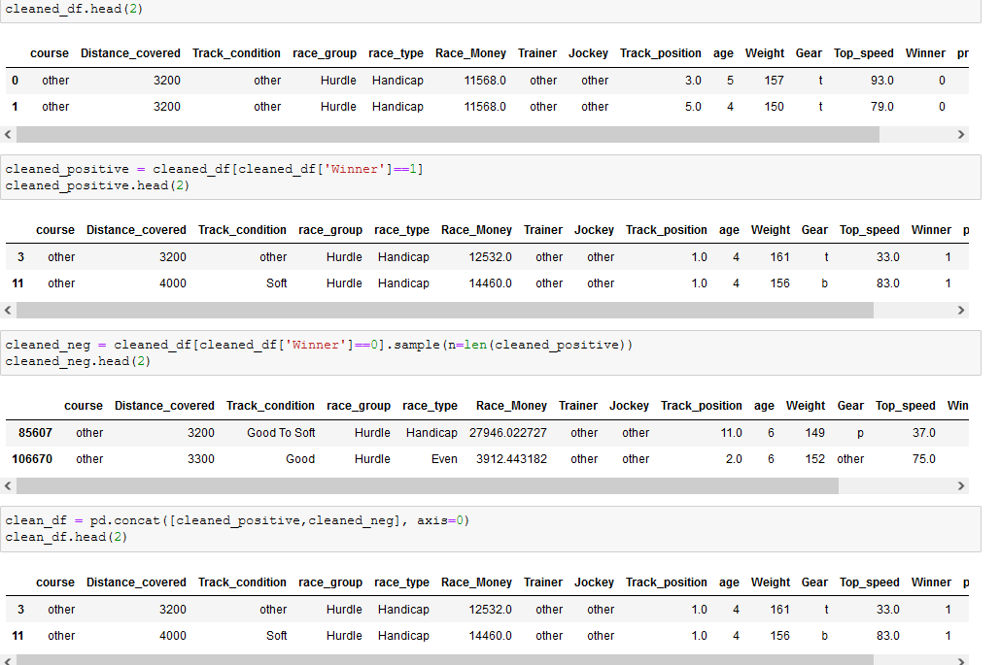 cleaned_df.head(2)
course Distance_covered Track_condition race_group race_type Race_Money Trainer Jockey Track_position age Weight Gear Top_speed Winner pr
0 other 3200 other Hurdle Handicap 11568.0 other other 3.0 5 157 t 93.0 0
1 other 3200 other Hurdle Handicap 11568.0 other other 5.0 4 150 t 79.0 0
cleaned_positive = cleaned_df[cleaned_df['Winner']==1]
cleaned_positive.head(2)
course Distance_covered Track_condition race_group race_type Race_Money Trainer Jockey Track_position age Weight Gear Top_speed Winner p
3 other 3200 other Hurdle Handicap 12532.0 other other 1.0 4 161 t 33.0 1
11 other 4000 Soft Hurdle Handicap 14460.0 other other 1.0 4 156 b 83.0 1
cleaned_neg = cleaned_df[cleaned_df['Winner']==0].sample(n=len(cleaned_positive))
cleaned_neg.head(2)
course Distance_covered Track_condition race_group race_type Race_Money Trainer Jockey Track_position age Weight Gear Top_speed Win
85607 other 3200 Good To Soft Hurdle Handicap 27946.022727 other other 11.0 6 149 p 37.0
106670 other 3300 Good Hurdle Even 3912.443182 other other 2.0 6 152 other 75.0
clean_df = pd.concat([cleaned_positive,cleaned_neg], axis=0)
clean_df.head(2)
course Distance_covered Track_condition race_group race_type Race_Money Trainer Jockey Track_position age Weight Gear Top_speed Winner p
3 other 3200 other Hurdle Handicap 12532.0 other other 1.0 4 161 t 33.0 1
11 other 4000 Soft Hurdle Handicap 14460.0 other other 1.0 4 156 b 83.0 1